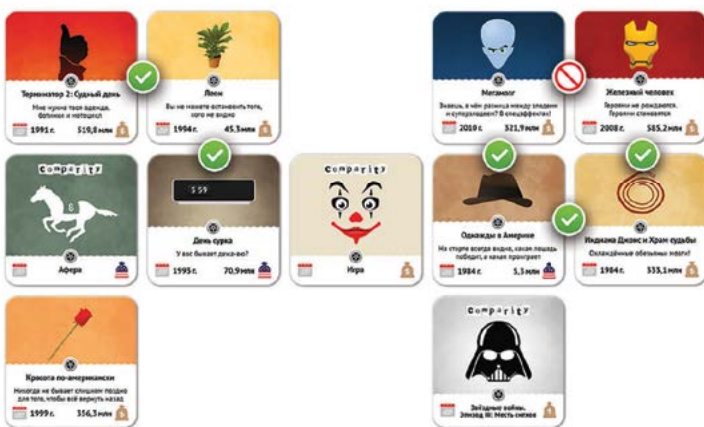 Терминатор 2: Судный день
Мне нужна твоя одежда,
ботинки и мотоцикл
1991 г. 519,8 млн
Леон
Вы не можете остановить того,
кого не видно
1994 г. 45,3 млн
Мегамозг
Знаешь, в чём разница между злодеем
и суперзлодеем? В спецэффектах!
2010 г. 321,9 млн
Железный человек
Героями не рождаются.
Героями становятся
2008 г. 585,2 млн
Comparity
8
Афера
5 59
День сурка
У вас бывает дежа-вю?
1993 г. 70,9 млн
Comparity
Игра
Однажды в Америке
На старте всегда видно, какая лошадь
победит, а какая проиграет
1984 г. 5,3 млн
Индиана Джонс и Храм судьбы
Охлаждённые обезьяньи мозги!
1984 г. 333,1 млн
Красота по-американски
Никогда не бывает слишком поздно
для того, чтобы всё вернуть назад
1999 г. 356,3 млн
Comparity
Звёздные войны.
Эпизод III: Месть ситхов